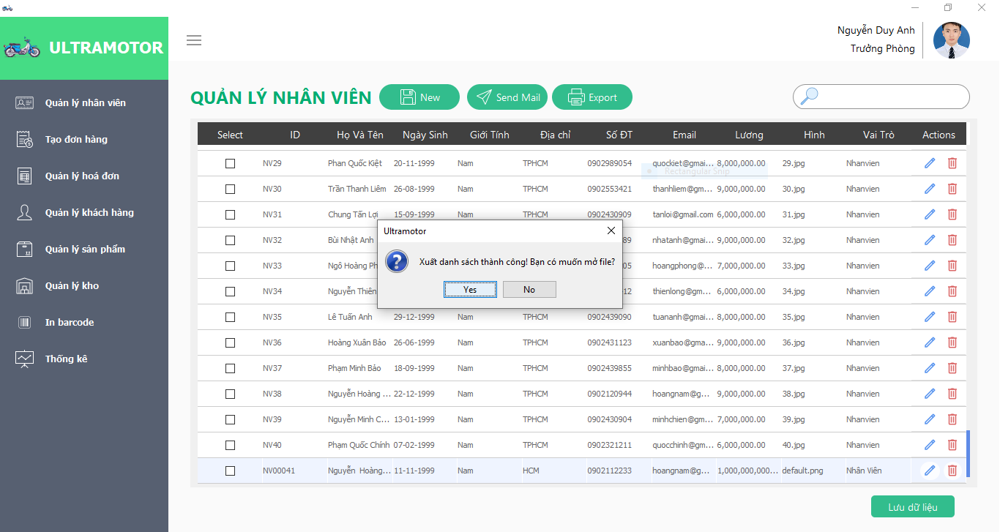 Nguyễn Duy Anh
Trưởng Phòng
ULTRAMOTOR
Quản lý nhân viên
Tạo đơn hàng
Quản lý hoá đơn
Quản lý khách hàng
Quản lý sản phẩm
Quản lý kho
In barcode
Thống kê
QUẢN LÝ NHÂN VIÊN New Send Mail Export
Select ID Họ Và Tên Ngày Sinh Giới Tính Địa chỉ Số ĐT Email Lương Hình Vai Trò Actions
NV29 Phan Quốc Kiệt 20-11-1999 Nam TPHCM 0902989054 quockiet@gmai... 8,000,000.00 29.jpg Nhanvien
Rectangular Snip
NV30 Trần Thanh Liêm 26-08-1999 Nam TPHCM 0902553421 thanhliem@gm... 9,000,000.00 30.jpg Nhanvien
NV31 Chung Tấn Lợi 15-09-1999 Nam TPHCM 0902430909 tanloi@gmail.com 6,000,000.00 31.jpg Nhanvien
NV32 Bùi Nhật Anh 89 nhatanh@gmai... 9,000,000.00 32.jpg Nhanvien
NV33 Ngô Hoàng Ph 05 hoangphong@... 7,000,000.00 33.jpg Nhanvien
NV34 Nguyễn Thiên 12 thienlong@gm... 6,000,000.00 34.jpg Nhanvien
NV35 Lê Tuấn Anh 29-12-1999 Nam TPHCM 0902439090 tuananh@gmai... 8,000,000.00 35.jpg Nhanvien
NV36 Hoàng Xuân Bảo 26-06-1999 Nam TPHCM 0902431123 xuanbao@gma... 9,000,000.00 36.jpg Nhanvien
NV37 Phạm Minh Bảo 18-09-1999 Nam TPHCM 0902439855 minhbao@gmai... 8,000,000.00 37.jpg Nhanvien
NV38 Nguyễn Hoàng ... 22-12-1999 Nam TPHCM 0902120944 hoangnam@g... 9,000,000.00 38.jpg Nhanvien
NV39 Nguyễn Minh C... 13-01-1999 Nam TPHCM 0902430904 minhchien@gm... 7,000,000.00 39.jpg Nhanvien
NV40 Phạm Quốc Chính 07-02-1999 Nam TPHCM 0902321211 quocchinh@gm... 6,000,000.00 40.jpg Nhanvien
NV00041 Nguyễn Hoàng... 11-11-1999 Nam HCM 0902112233 hoangnam@g... 1,000,000,000... default.png Nhân Viên
Ultramotor
Xuất danh sách thành công! Bạn có muốn mở file?
Yes No
Lưu dữ liệu